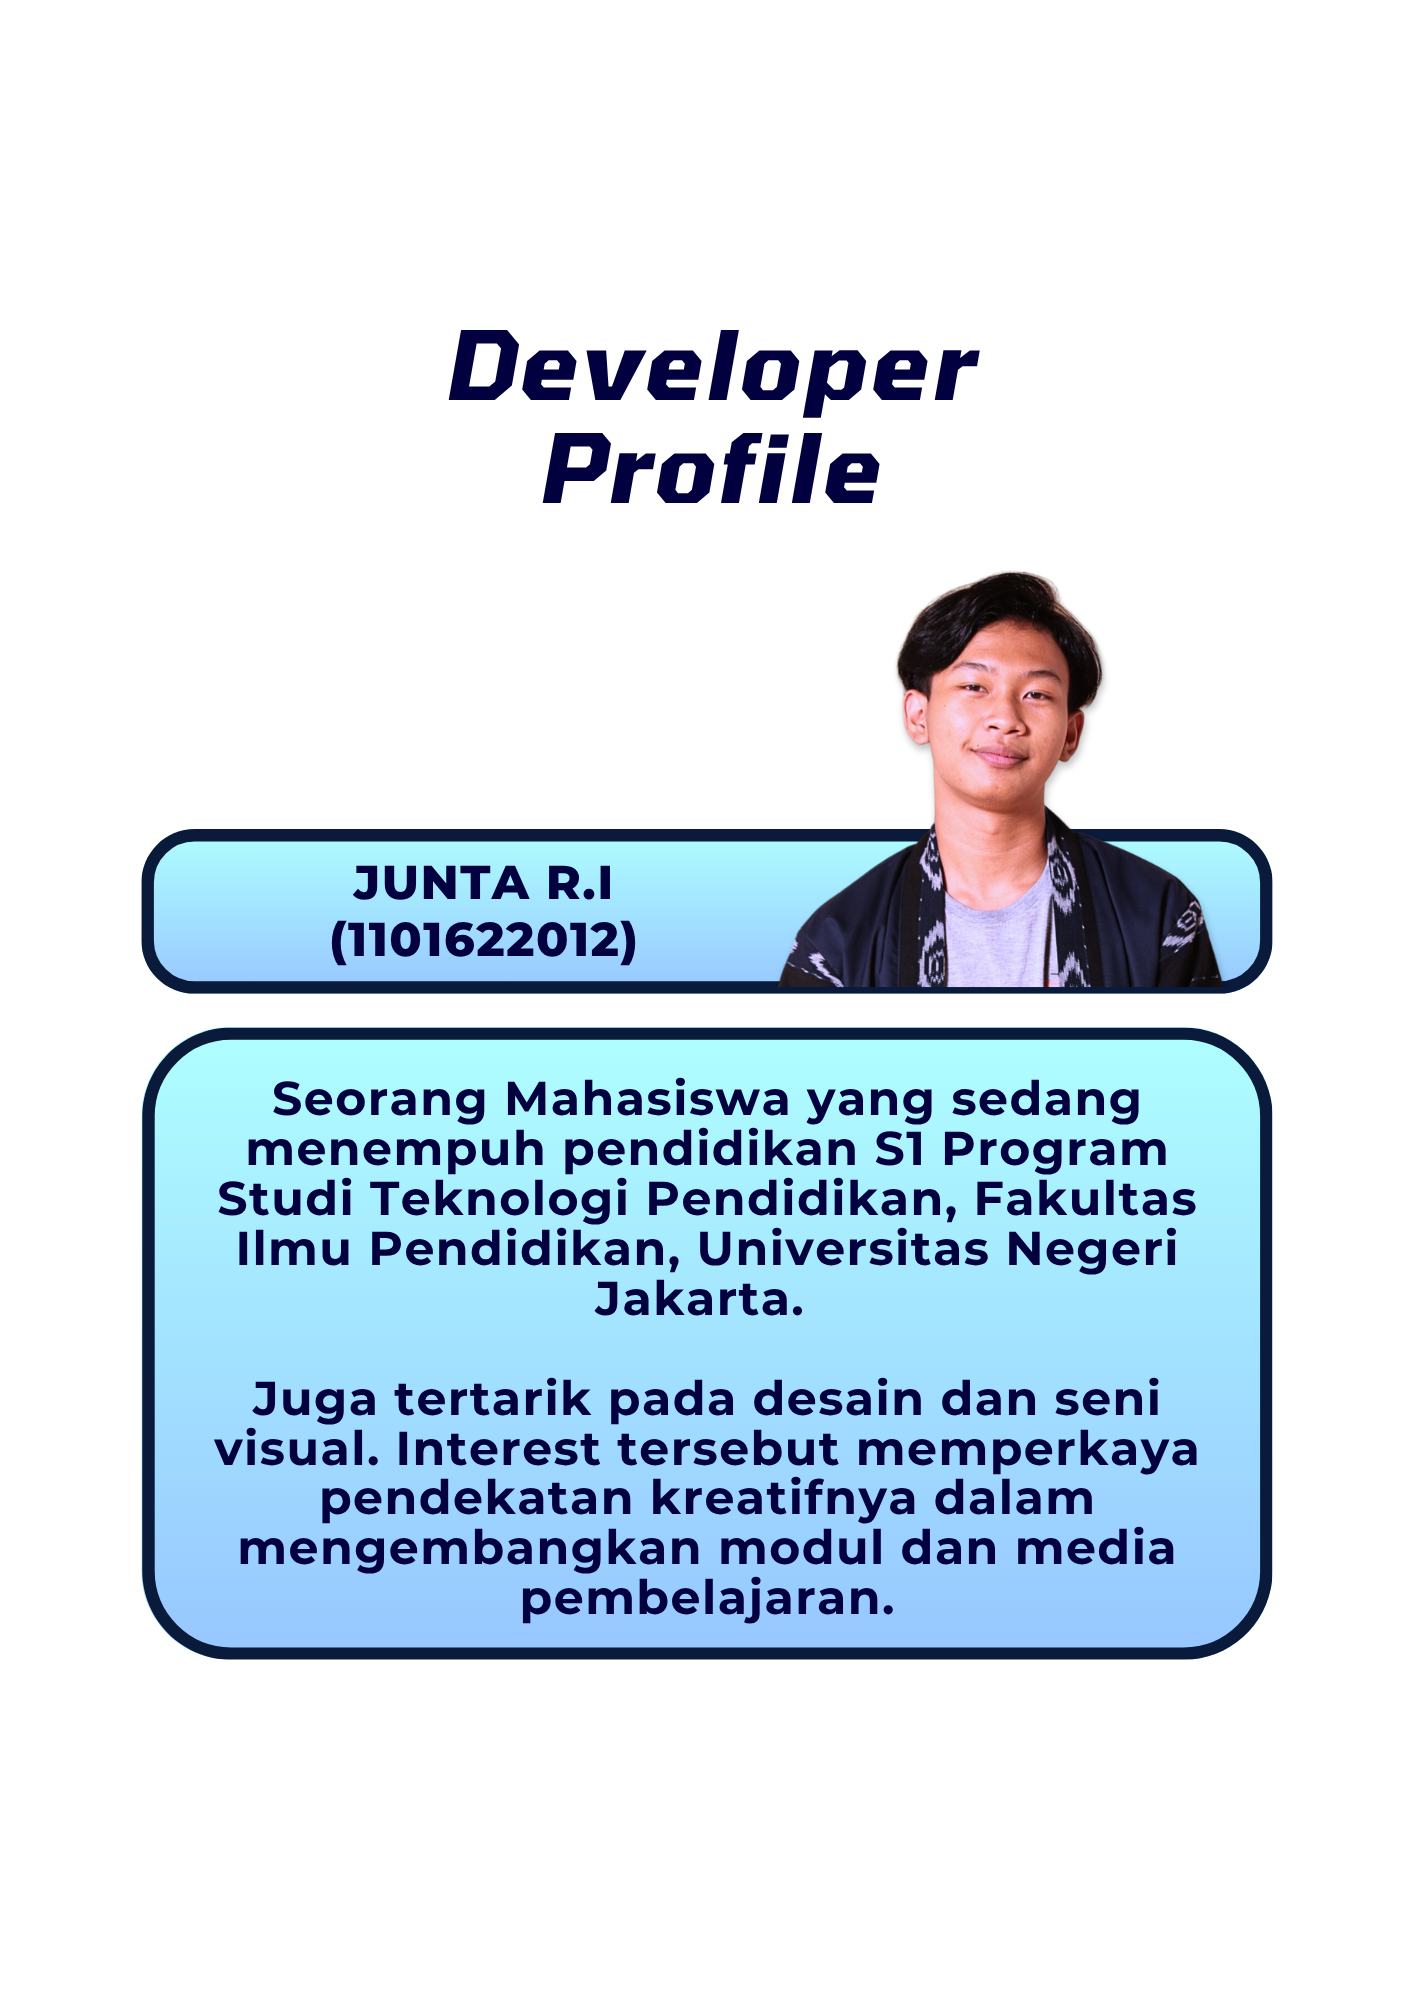 Developer
Profile
JUNTA R.I
(1101622012)
Seorang Mahasiswa yang sedang
menempuh pendidikan S1 Program
Studi Teknologi Pendidikan, Fakultas
Ilmu Pendidikan, Universitas Negeri
Jakarta.
Juga tertarik pada desain dan seni
visual. Interest tersebut memperkaya
pendekatan kreatifnya dalam
mengembangkan modul dan media
pembelajaran.